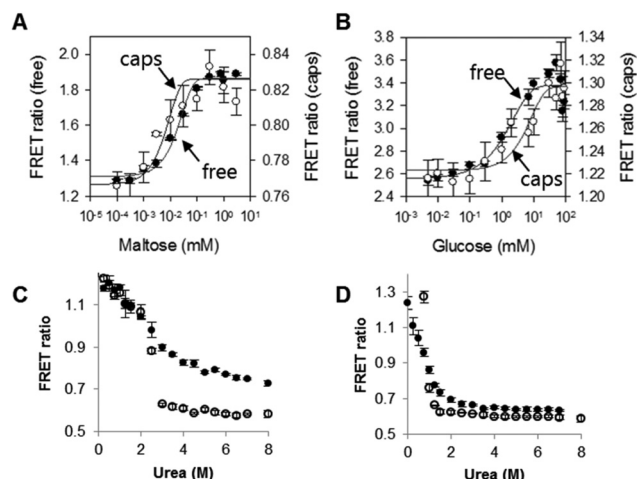 A
B
FRET ratio (free)
2.0
1.8
1.6
1.4
1.2
caps
free
0.84
0.82
0.80
0.78
0.76
FRET ratio (caps)
10-5 10-4 10-3 10-2 10-1 100 101
Maltose (mM)
FRET ratio (free)
3.8
3.6
3.4
3.2
3.0
2.8
2.6
2.4
free
caps
1.34
1.32
1.30
1.28
1.26
1.24
1.22
1.20
FRET ratio (caps)
10-3 10-2 10-1 100 101 102
Glucose (mM)
C
FRET ratio
1.1
0.9
0.7
0.5
0 2 4 6 8
Urea (M)
D
FRET ratio
1.3
1.1
0.9
0.7
0.5
0 2 4 6 8
Urea (M)